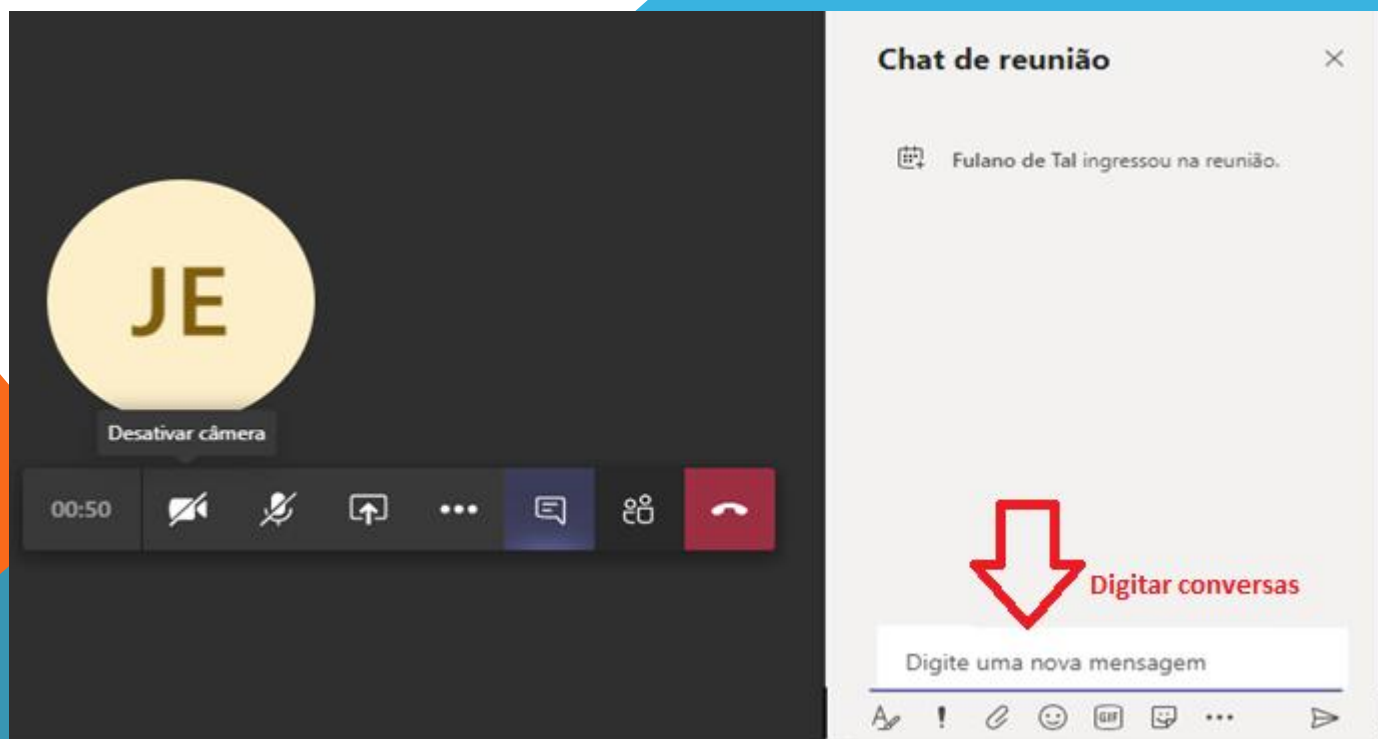 Chat de reunião
Fulano de Tal ingressou na reunião.
JE
Desativar câmera
00:50
Digitar conversas
Digite uma nova mensagem
GIF